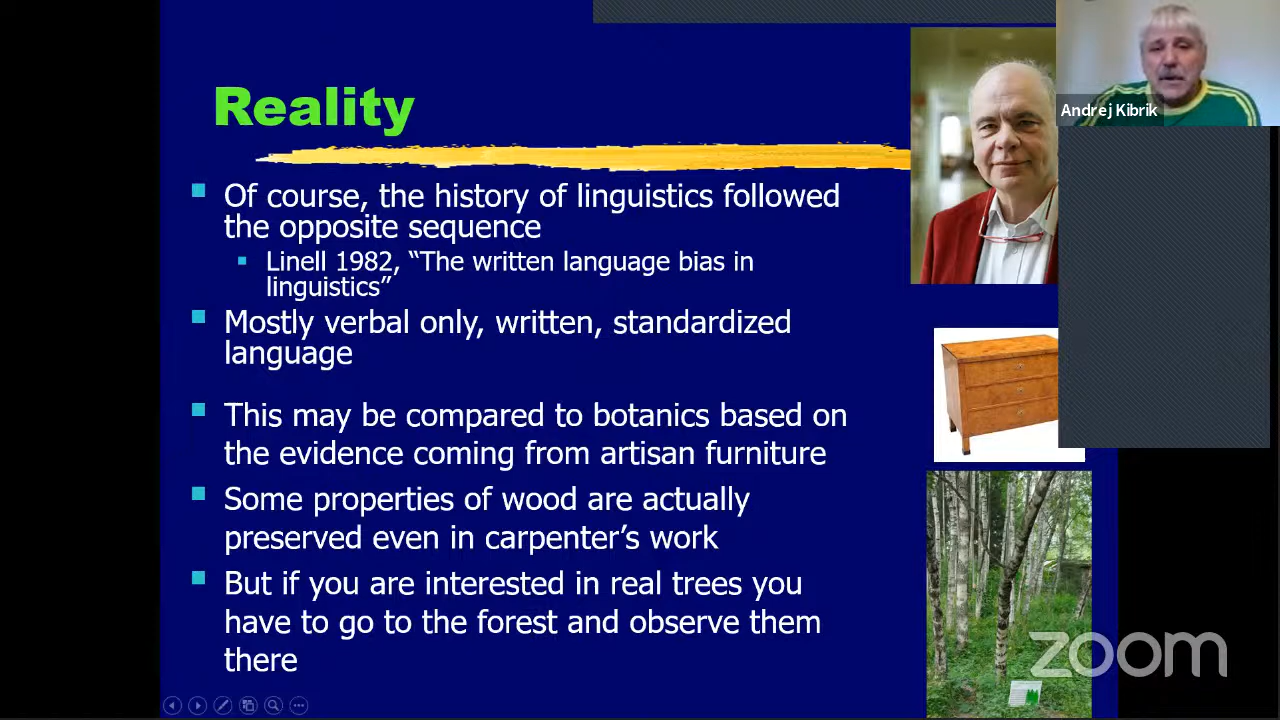 Reality
Andrej Kibrik
Of course, the history of linguistics followed
the opposite sequence
Linell 1982, “The written language bias in
linguistics”
Mostly verbal only, written, standardized
language
This may be compared to botanics based on
the evidence coming from artisan furniture
Some properties of wood are actually
preserved even in carpenter’s work
But if you are interested in real trees you
have to go to the forest and observe them
there
zoom